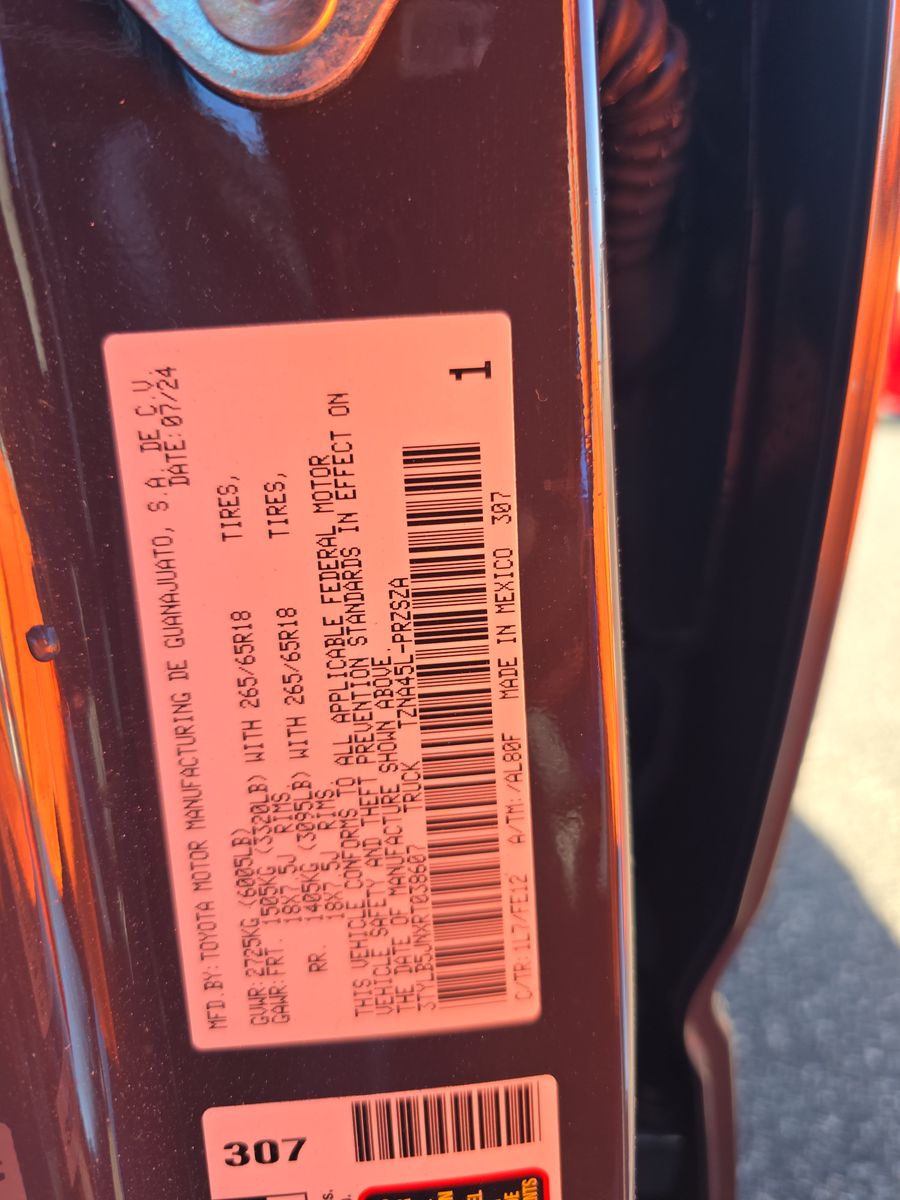 MFD.BY:TOYOTA MOTOR MANUFACTURING DE GUANAJUATO, S.A. DE C.V.
DATE:07/24
GVWR:2725KG (6005LB)
GAWR:FRT. 1505KG (3320LB) WITH 265/65R18 TIRES,
18X7.5J RIMS,
RR. 1405KG (3095LB) WITH 265/65R18 TIRES,
18X7.5J RIMS.
THIS VEHICLE CONFORMS TO ALL APPLICABLE FEDERAL MOTOR
VEHICLE SAFETY AND THEFT PREVENTION STANDARDS IN EFFECT ON
THE DATE OF MANUFACTURE SHOWN ABOVE.
3TYLB5JNXRT038607 TRUCK TZNA45L-PRZSZA
1
C/TR:1L7/FE12 A/TM:/AL80F MADE IN MEXICO 307
307